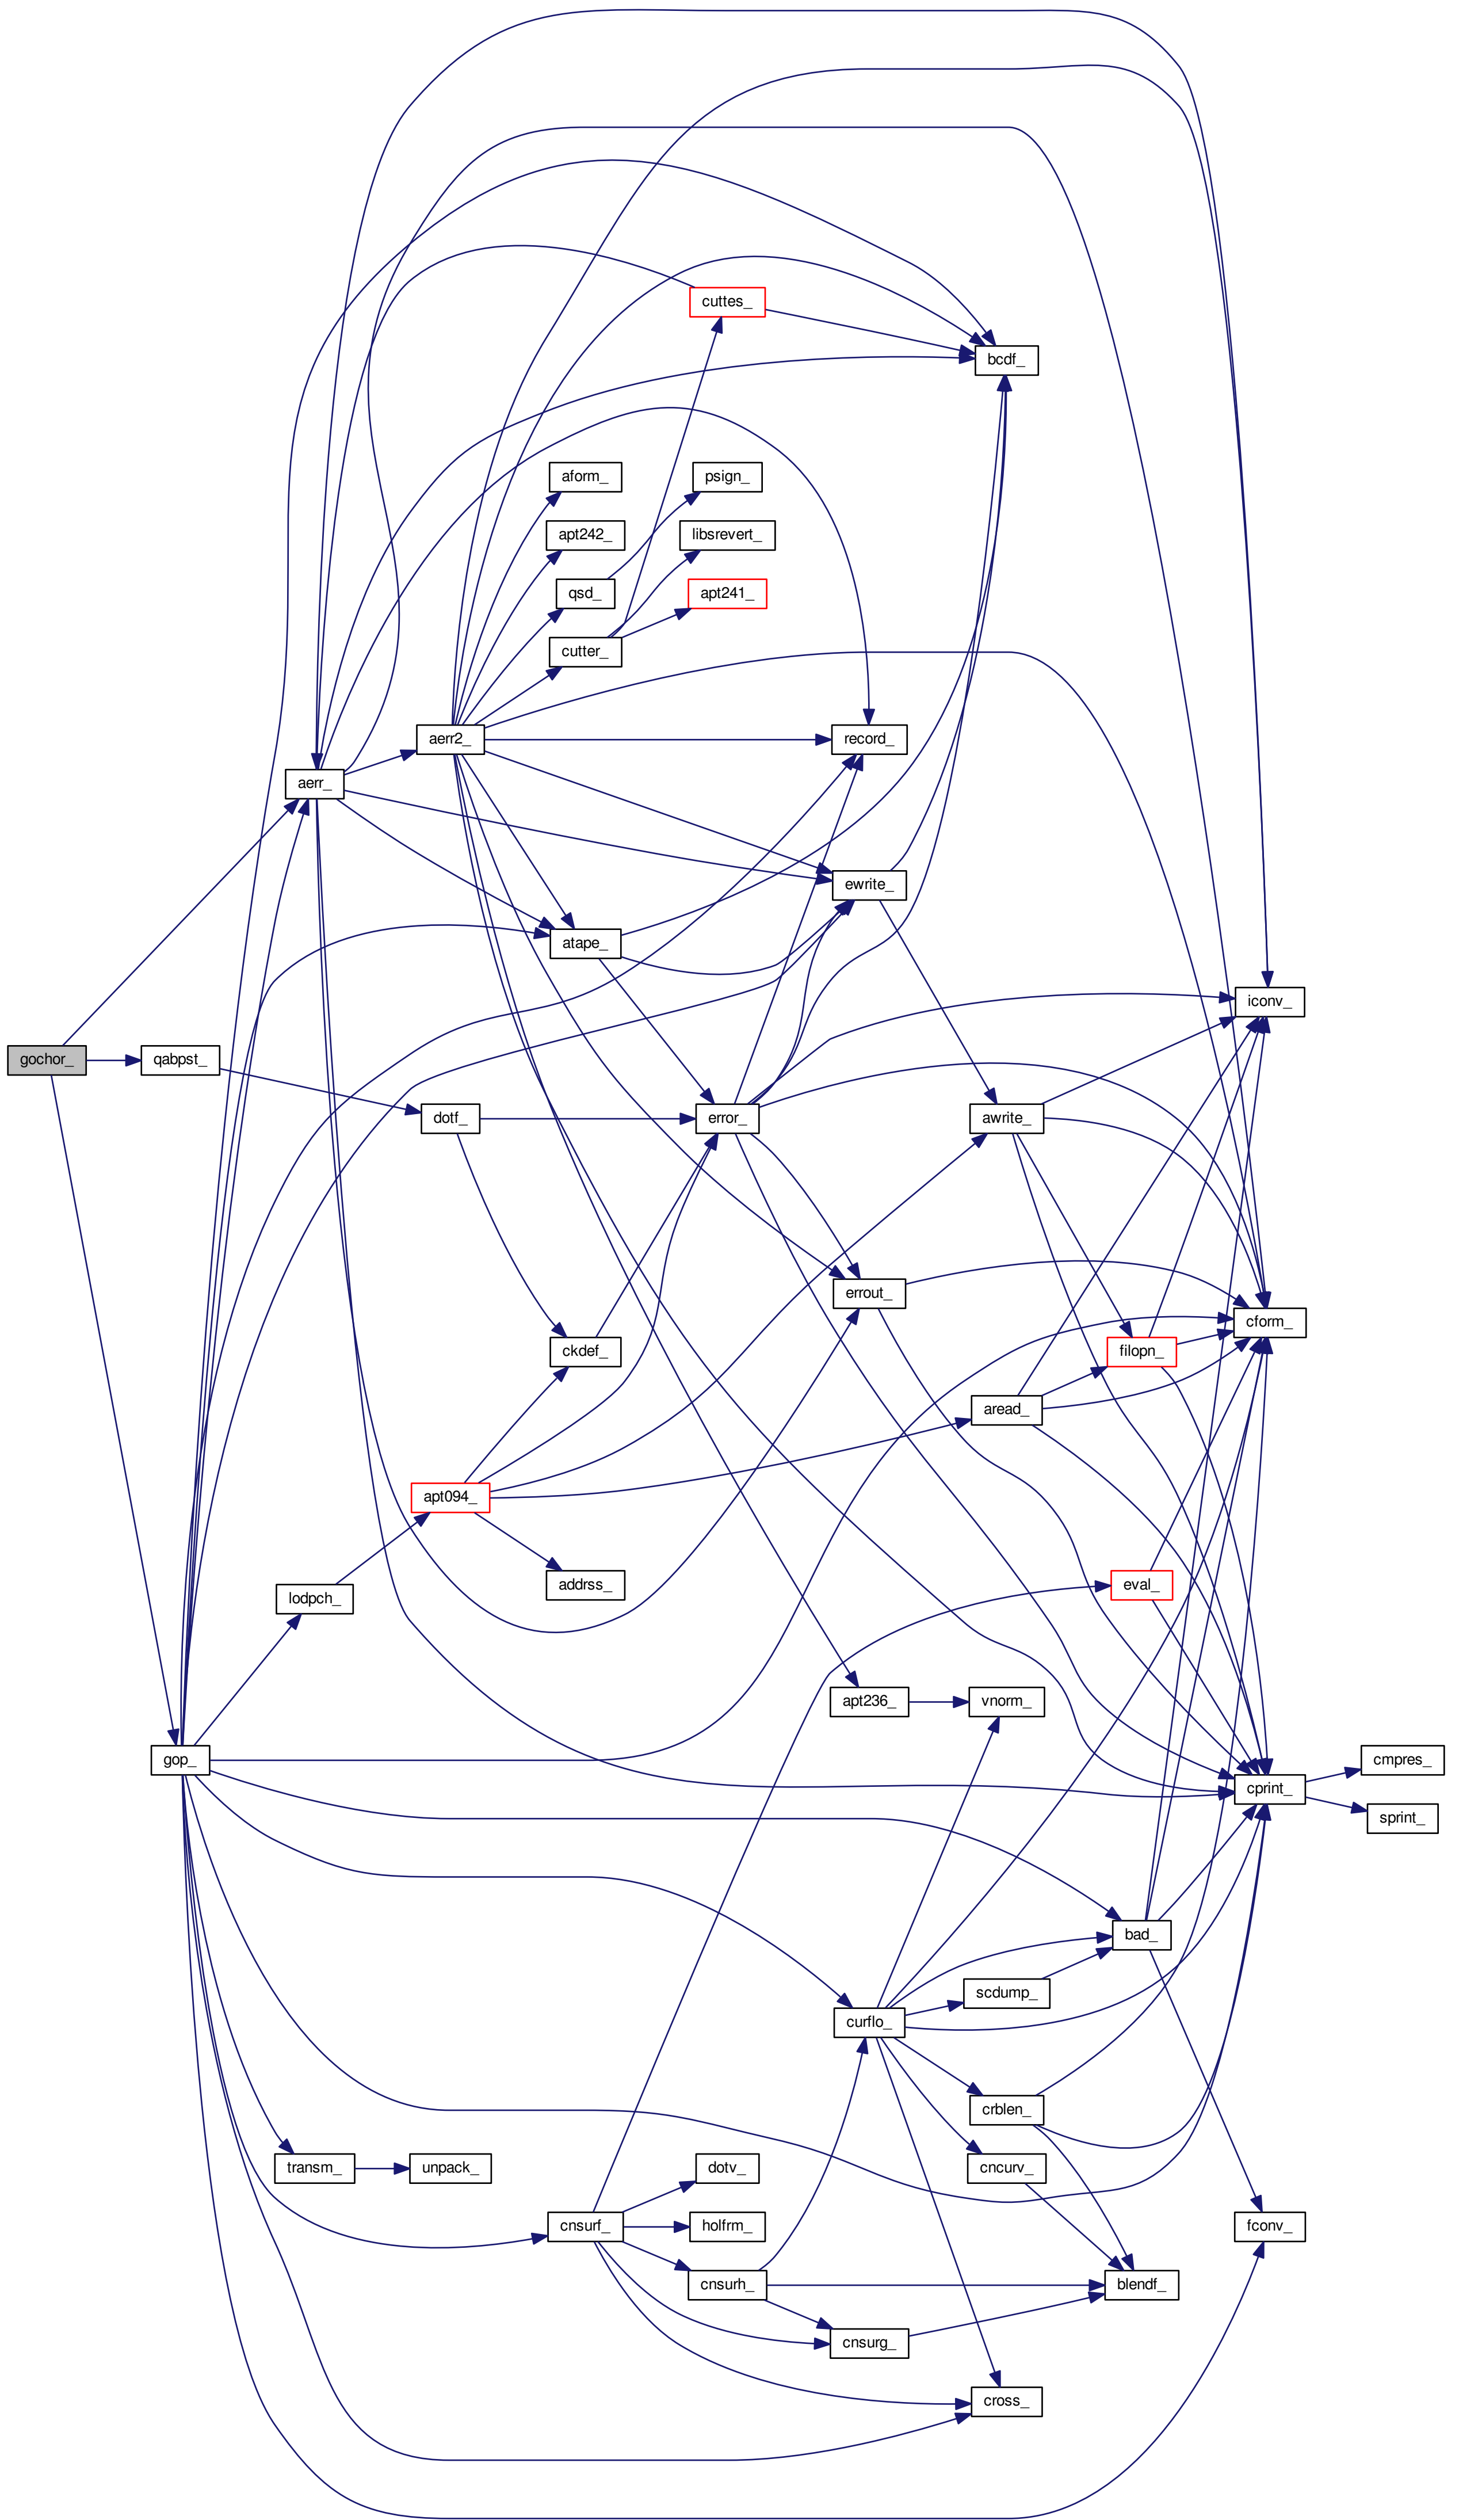 cuttes_
bcdf_
aform_
psign_
apt242_
libsrevert_
qsd_
apt241_
cutter_
aerr2_
record_
aerr_
ewrite_
atape_
iconv_
gochor_
qabpst_
dotf_
error_
awrite_
errout_
cform_
ckdef_
filopn_
aread_
apt094_
addrss_
eval_
lodpch_
apt236_
vnorm_
gop_
cmpres_
cprint_
sprint_
bad_
scdump_
curflo_
crblen_
transm_
unpack_
dotv_
cncurv_
cnsurf_
holfrm_
fconv_
cnsurh_
blendf_
cnsurg_
cross_